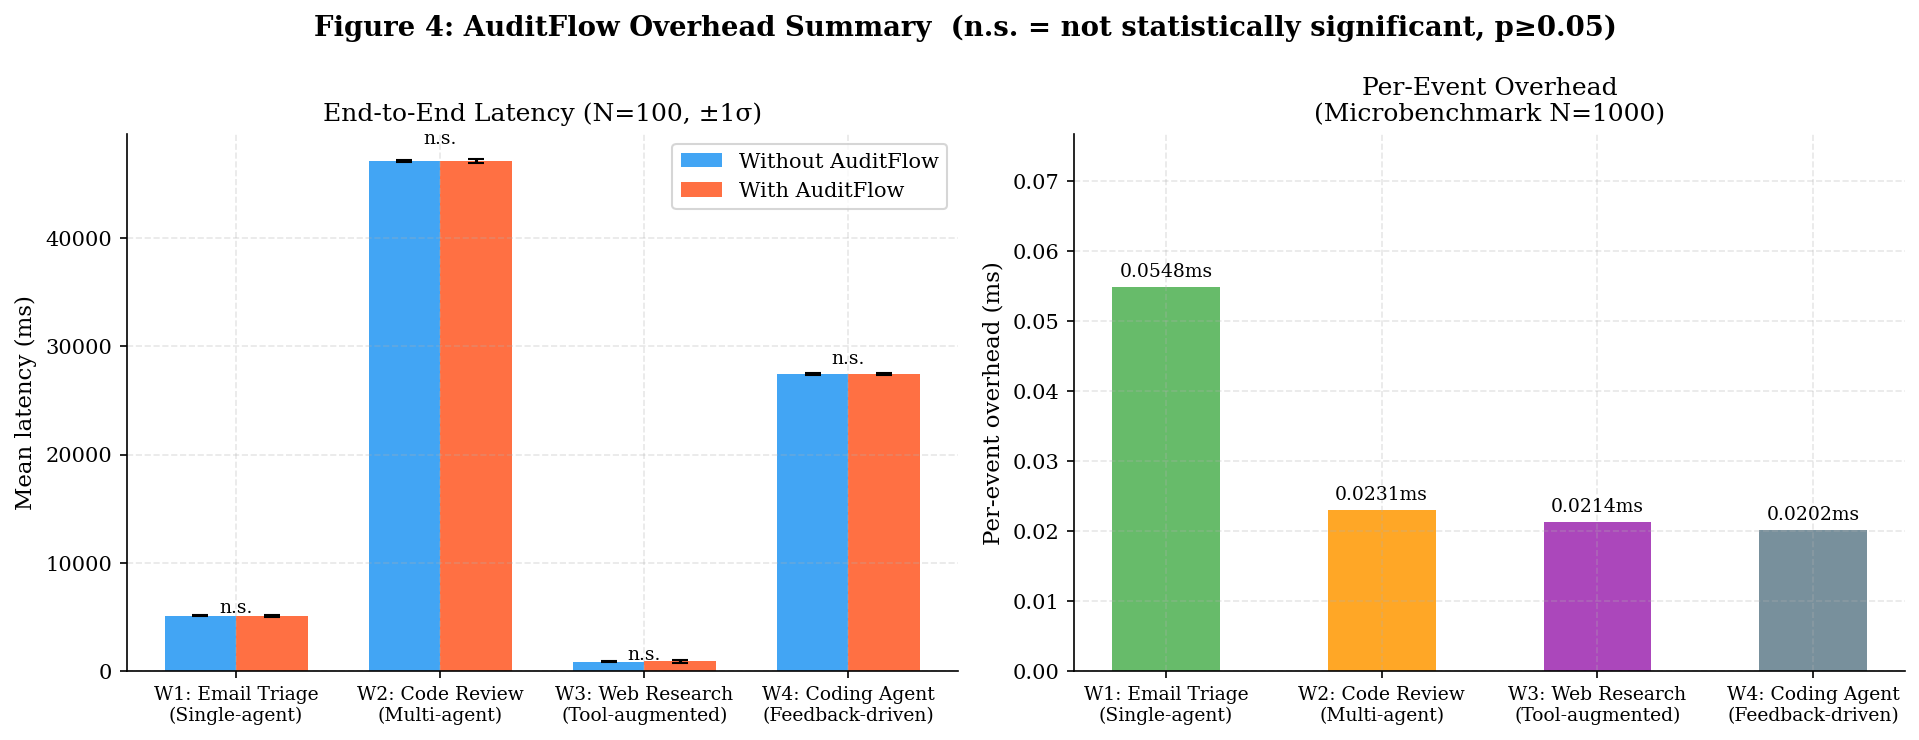 Figure 4: AuditFlow Overhead Summary  (n.s. = not statistically significant, p≥0.05)
End-to-End Latency (N=100, ±1σ)
Mean latency (ms)
40000
30000
20000
10000
0
n.s.
n.s.
n.s.
n.s.
Without AuditFlow
With AuditFlow
W1: Email Triage
(Single-agent)
W2: Code Review
(Multi-agent)
W3: Web Research
(Tool-augmented)
W4: Coding Agent
(Feedback-driven)
Per-Event Overhead
(Microbenchmark N=1000)
Per-event overhead (ms)
0.07
0.06
0.05
0.04
0.03
0.02
0.01
0.00
0.0548ms
0.0231ms
0.0214ms
0.0202ms
W1: Email Triage
(Single-agent)
W2: Code Review
(Multi-agent)
W3: Web Research
(Tool-augmented)
W4: Coding Agent
(Feedback-driven)